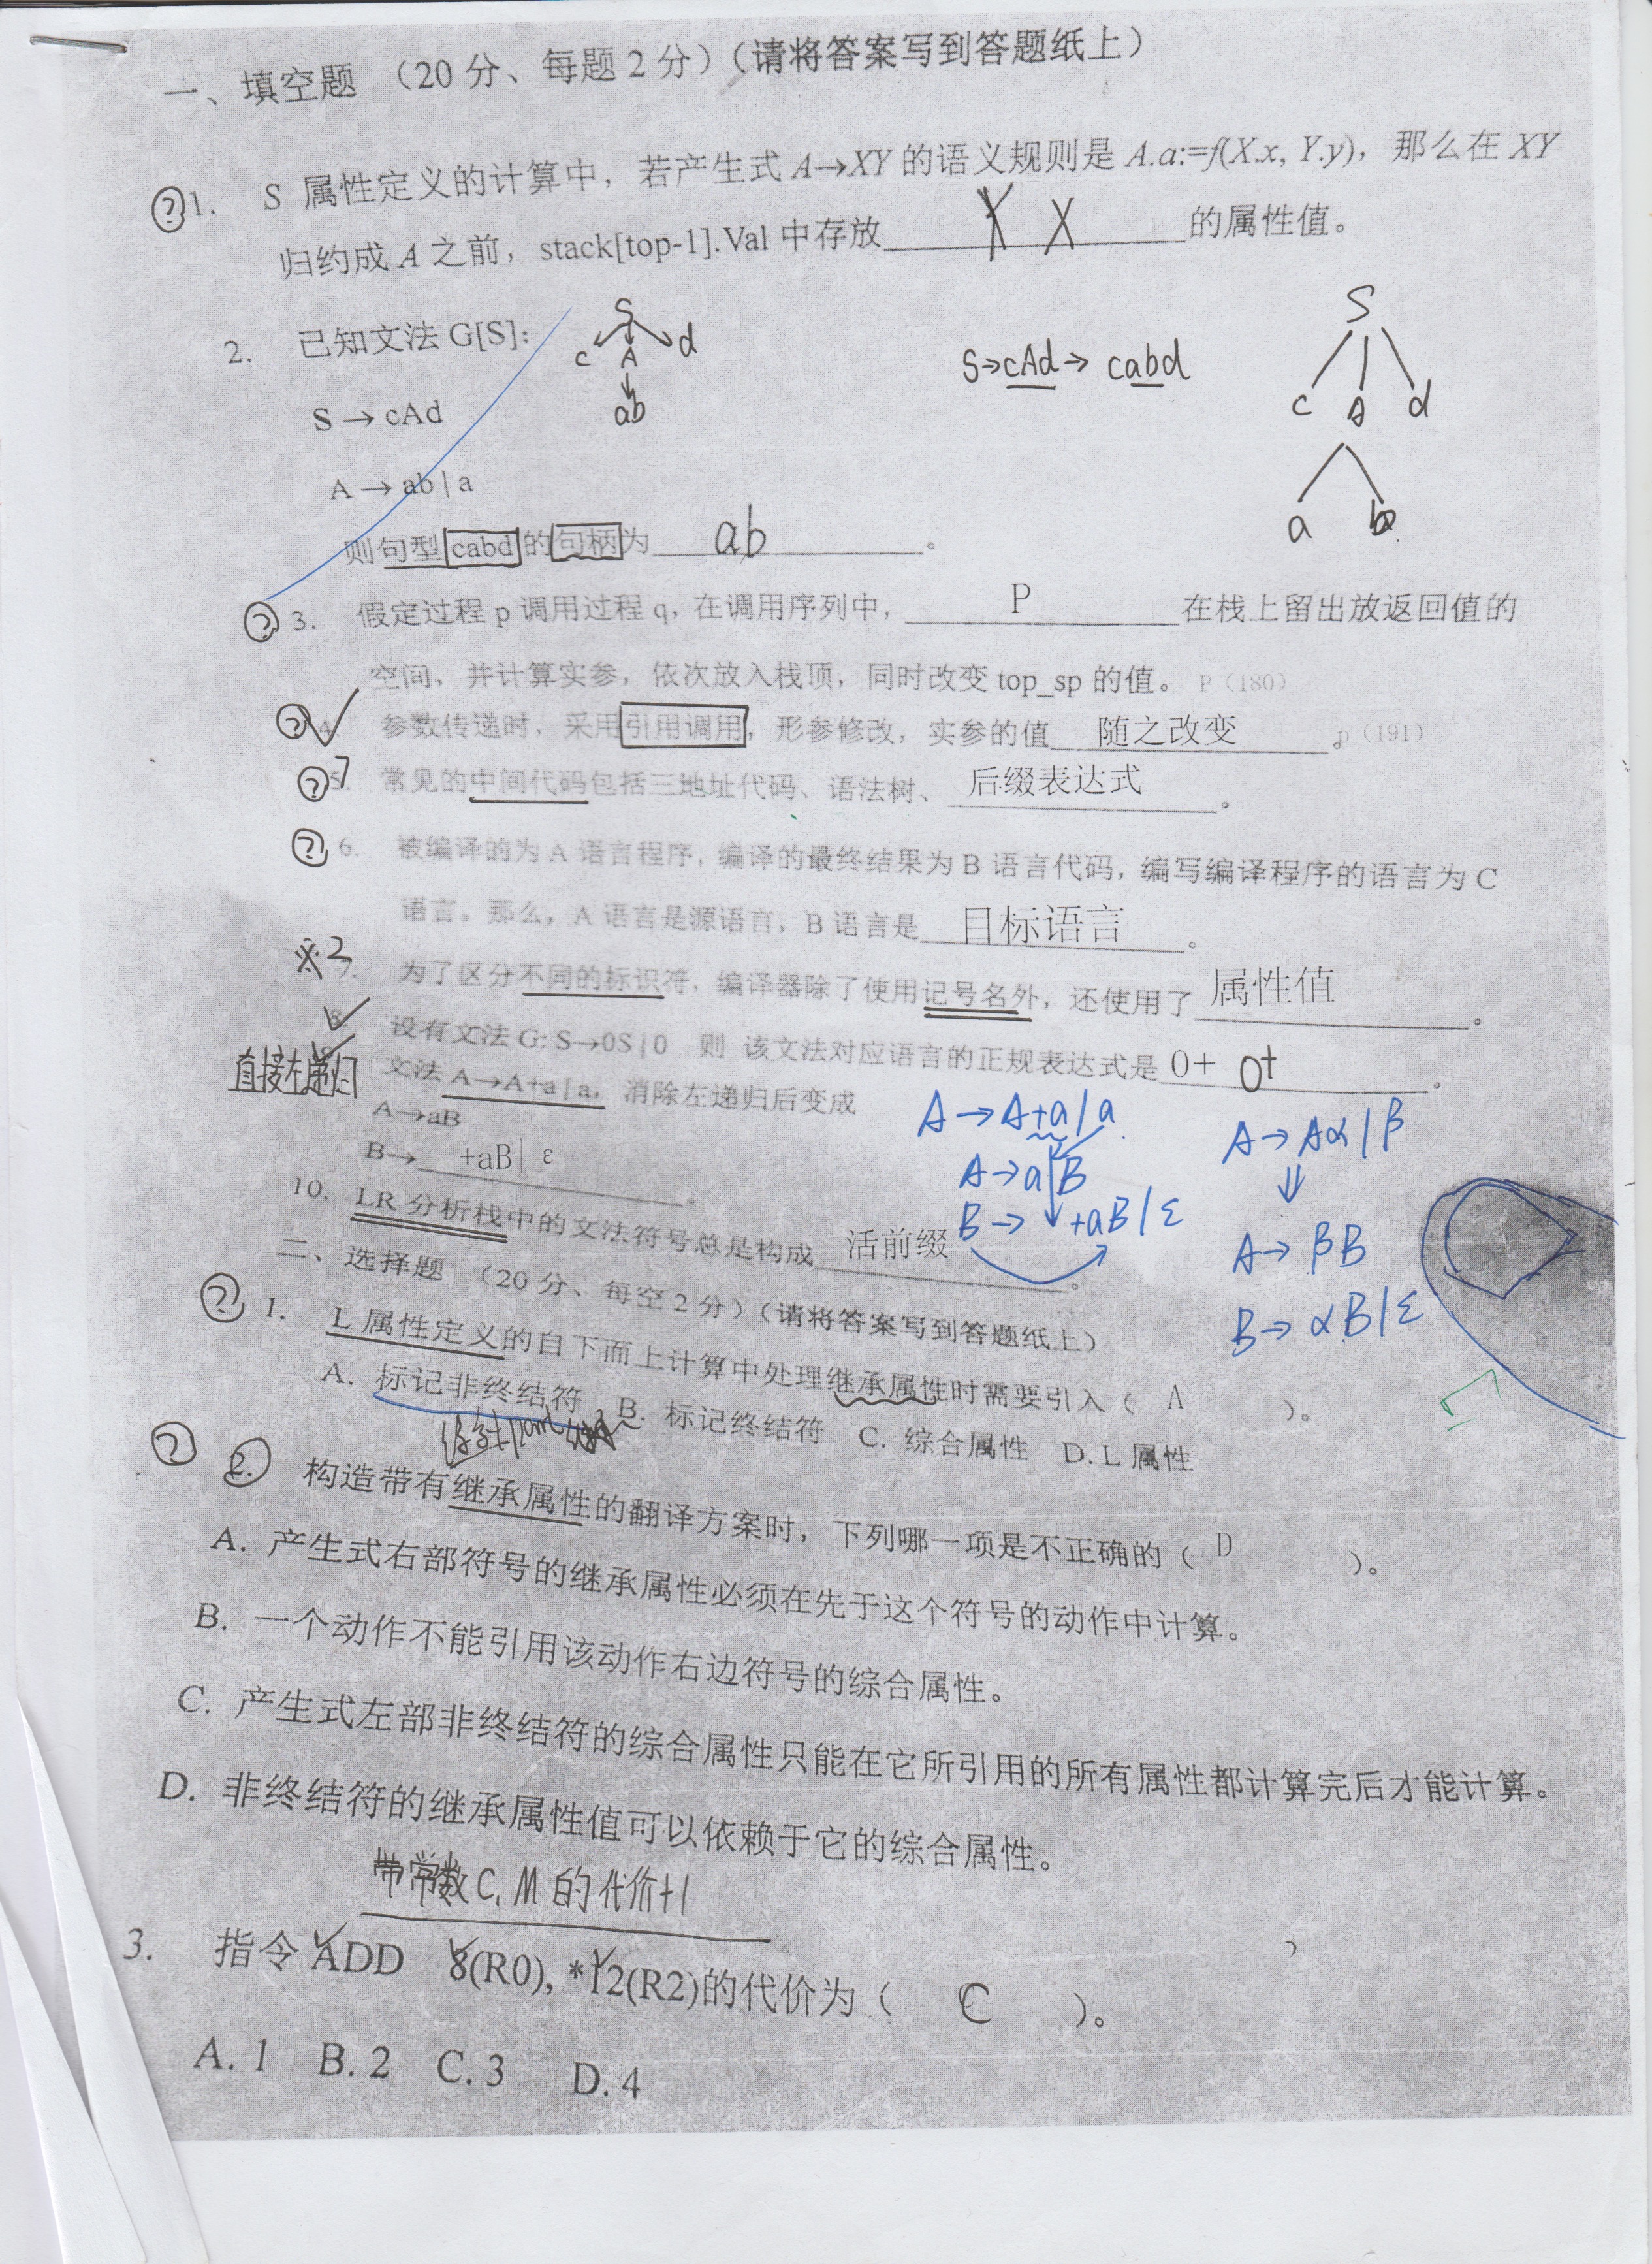 一、填空题 （20 分、每题 2 分）（请将答案写到答题纸上）
? 1. S 属性定义的计算中，若产生式 A→XY 的语义规则是 A.a:=f(X.x, Y.y)，那么在 XY
归约成 A 之前，stack[top-1].Val 中存放 X X 的属性值。
2. 已知文法 G[S]:
S c A d ab
S→cAd→ cabd
S c A d a b
S → cAd
A → ab | a
则句型 cabd 的句柄为 ab 。
? 3. 假定过程 p 调用过程 q，在调用序列中， P 在栈上留出放返回值的
空间，并计算实参，依次放入栈顶，同时改变 top_sp 的值。 P（180）
? 参数传递时，采用引用调用，形参修改，实参的值 随之改变 。 p（191）
? 5. 常见的中间代码包括三地址代码、语法树、 后缀表达式 。
? 6. 被编译的为 A 语言程序，编译的最终结果为 B 语言代码，编写编译程序的语言为 C
语言。那么，A 语言是源语言，B 语言是 目标语言 。
※2 7. 为了区分不同的标识符，编译器除了使用记号名外，还使用了 属性值 。
8. 设有文法 G: S→0S | 0 则 该文法对应语言的正规表达式是 0+ 0+ 。
直接左递归 文法 A→A+a | a，消除左递归后变成
A→aB
B→ +aB| ε 。
A→A+a/a
A→aB
B→ +aB/ε
A→Aα/β
⇓
A→βB
B→αB/ε
10. LR 分析栈中的文法符号总是构成 活前缀 。
二、选择题 （20 分、每空 2 分）（请将答案写到答题纸上）
? 1. L 属性定义的自下而上计算中处理继承属性时需要引入（ A ）。
A. 标记非终结符 B. 标记终结符 C. 综合属性 D. L 属性
? 2. 构造带有继承属性的翻译方案时，下列哪一项是不正确的（ D ）。
A. 产生式右部符号的继承属性必须在先于这个符号的动作中计算。
B. 一个动作不能引用该动作右边符号的综合属性。
C. 产生式左部非终结符的综合属性只能在它所引用的所有属性都计算完后才能计算。
D. 非终结符的继承属性值可以依赖于它的综合属性。
带常数C，M的代价+1
3. 指令 ADD 8(R0), *12(R2)的代价为（ C ）。
A. 1 B. 2 C. 3 D. 4